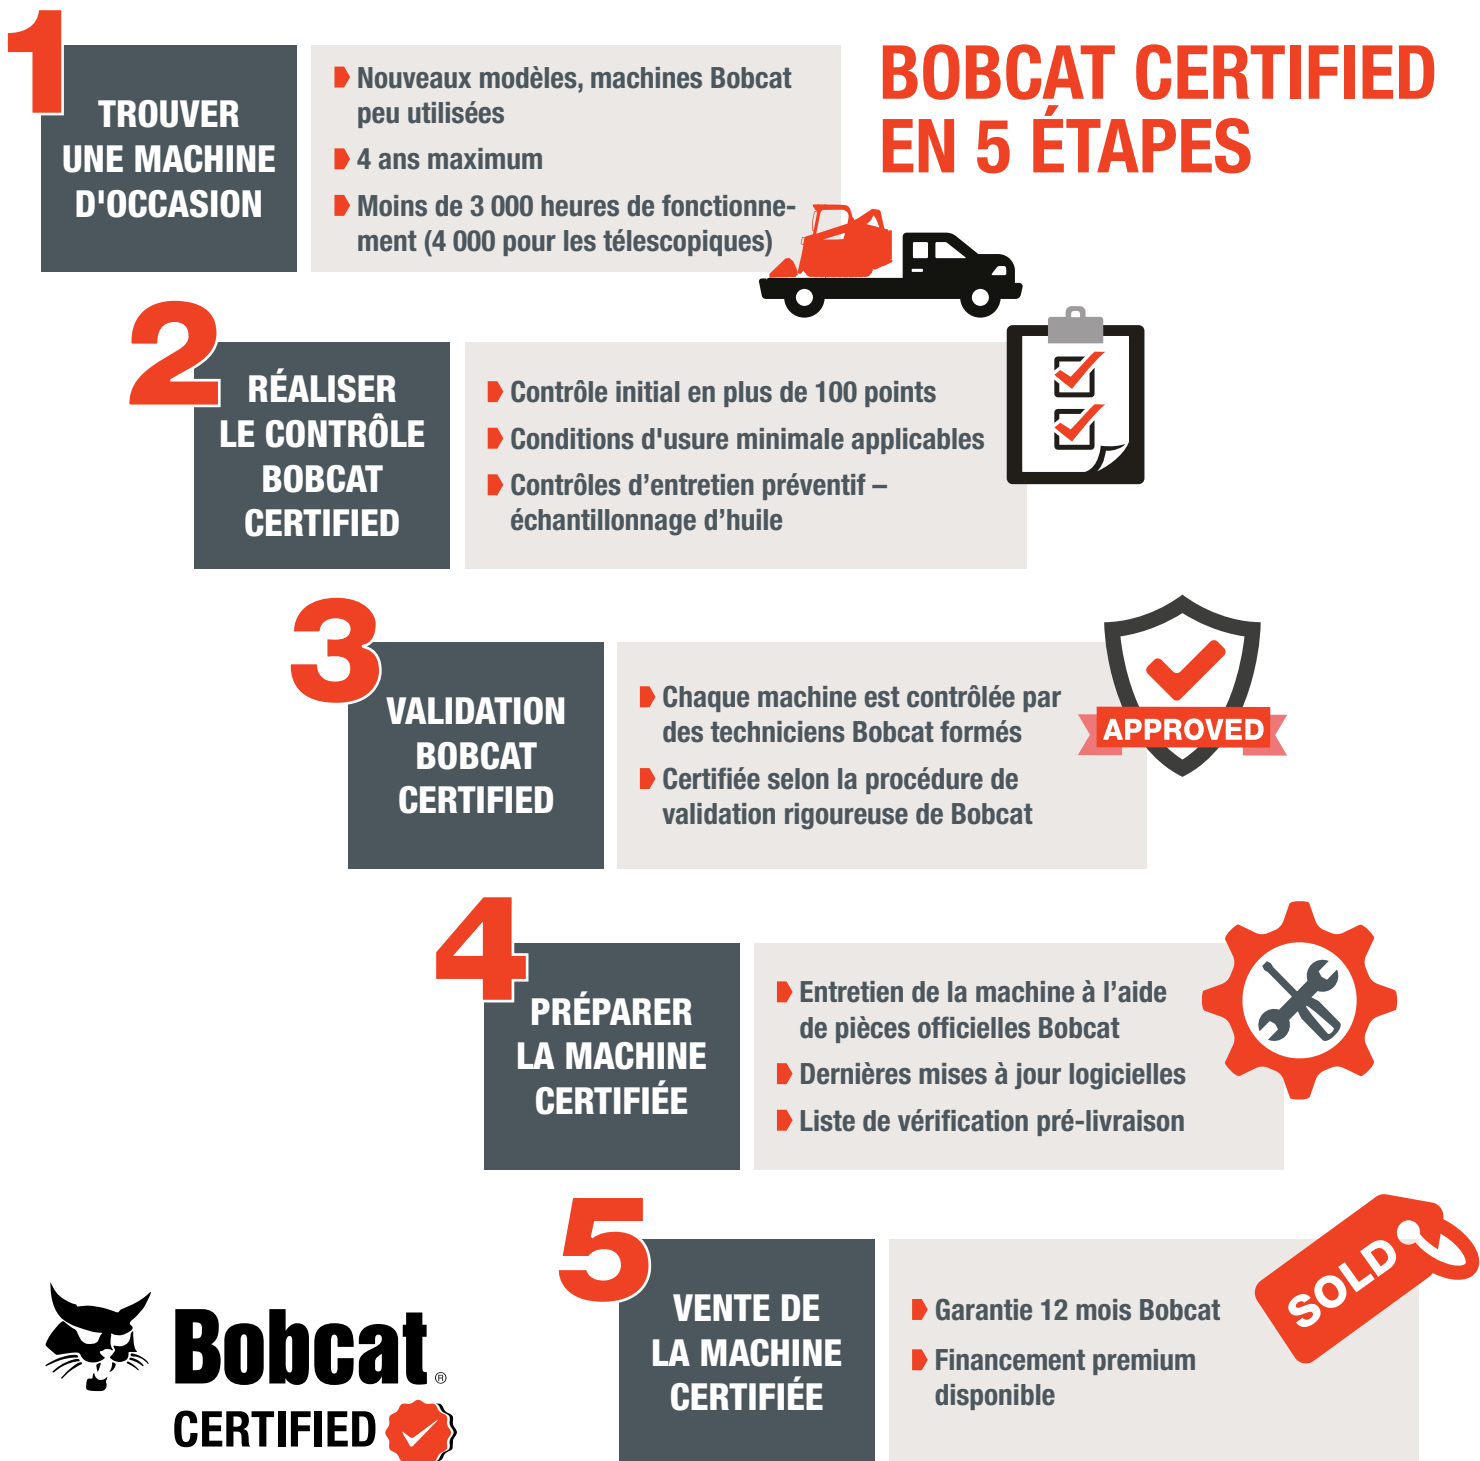 BOBCAT CERTIFIED
EN 5 ÉTAPES
1
TROUVER
UNE MACHINE
D'OCCASION
Nouveaux modèles, machines Bobcat
peu utilisées
4 ans maximum
Moins de 3 000 heures de fonctionne-
ment (4 000 pour les télescopiques)
2
RÉALISER
LE CONTRÔLE
BOBCAT
CERTIFIED
Contrôle initial en plus de 100 points
Conditions d'usure minimale applicables
Contrôles d’entretien préventif –
échantillonnage d’huile
3
VALIDATION
BOBCAT
CERTIFIED
Chaque machine est contrôlée par
des techniciens Bobcat formés
Certifiée selon la procédure de
validation rigoureuse de Bobcat
APPROVED
4
PRÉPARER
LA MACHINE
CERTIFIÉE
Entretien de la machine à l’aide
de pièces officielles Bobcat
Dernières mises à jour logicielles
Liste de vérification pré-livraison
5
VENTE DE
LA MACHINE
CERTIFIÉE
Garantie 12 mois Bobcat
Financement premium
disponible
SOLD
Bobcat®
CERTIFIED